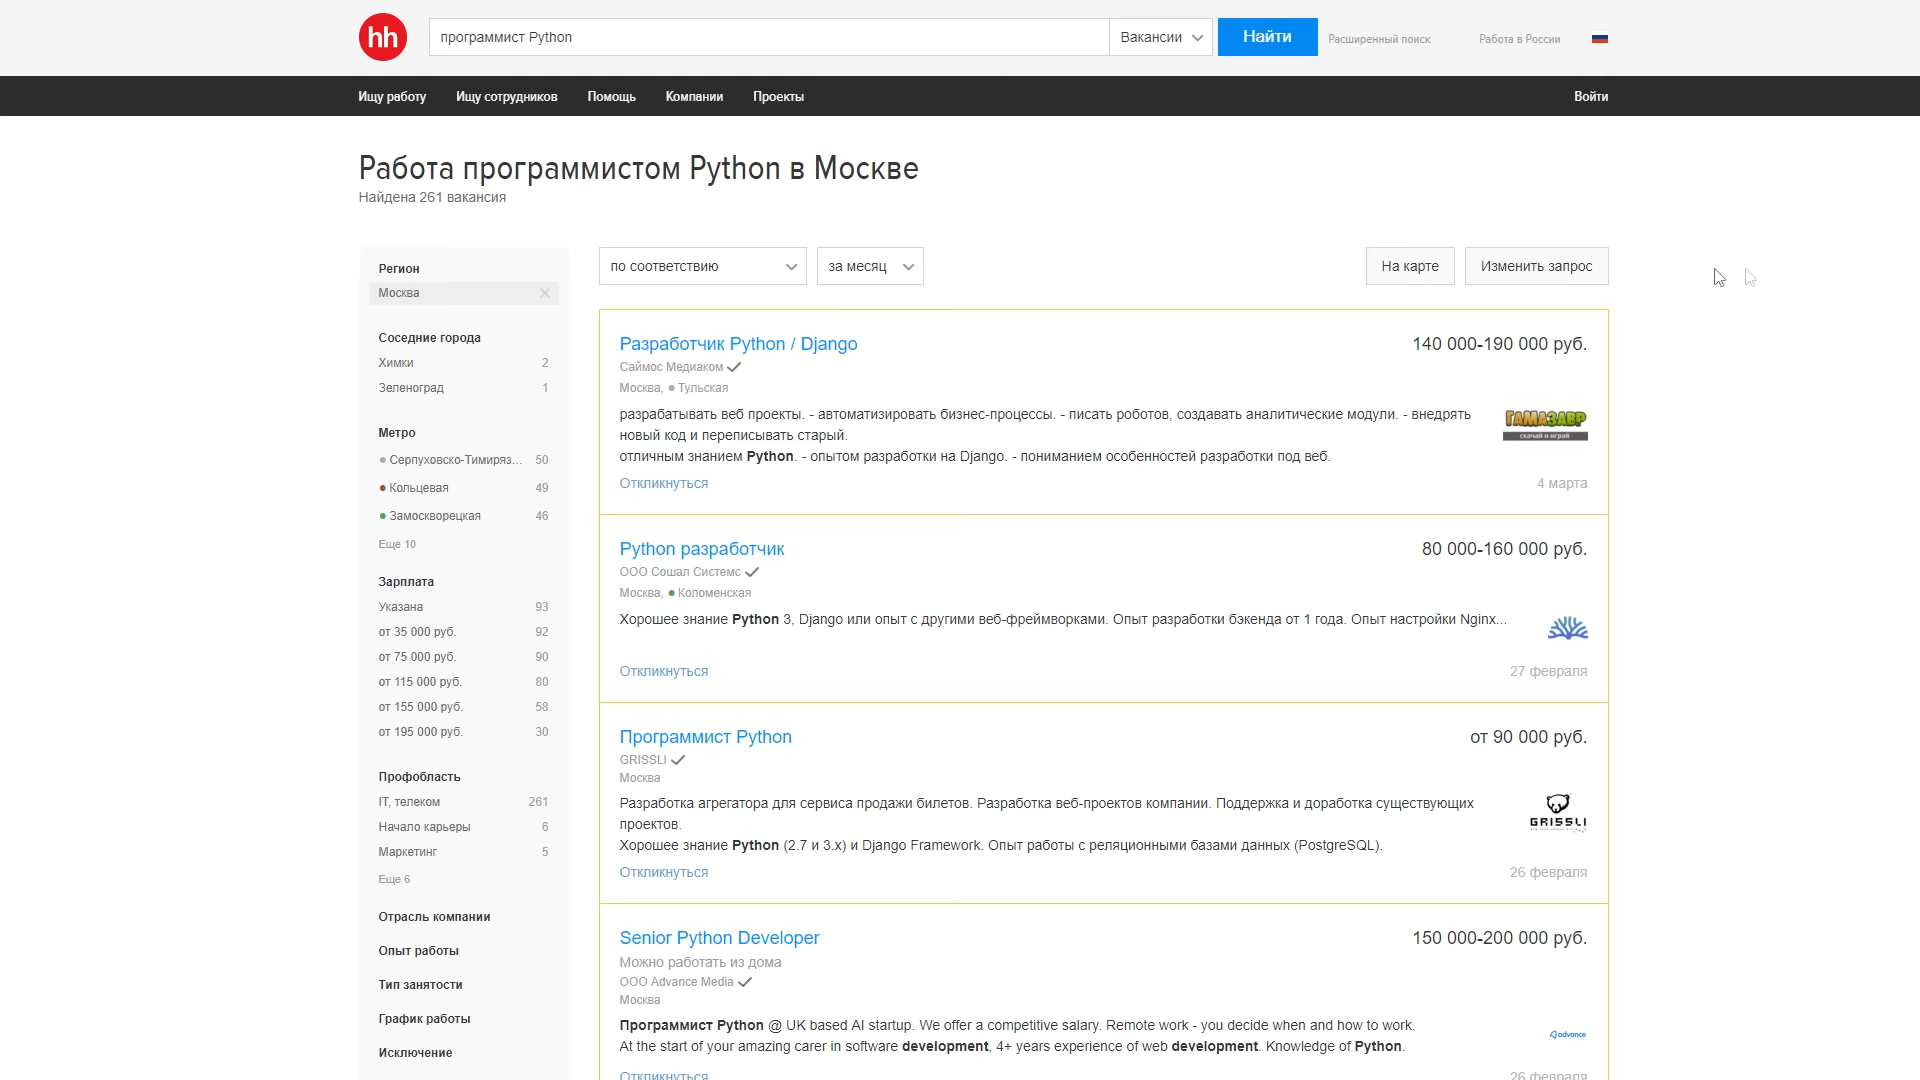 hh
программист Python
Вакансии
Найти
Расширенный поиск
Работа в России
Ищу работу
Ищу сотрудников
Помощь
Компании
Проекты
Войти
Работа программистом Python в Москве
Найдена 261 вакансия
Регион
Москва
Соседние города
Химки 2
Зеленоград 1
Метро
Серпуховско-Тимиряз... 50
Кольцевая 49
Замоскворецкая 46
Еще 10
Зарплата
Указана 93
от 35 000 руб. 92
от 75 000 руб. 90
от 115 000 руб. 80
от 155 000 руб. 58
от 195 000 руб. 30
Профобласть
IT, телеком 261
Начало карьеры 6
Маркетинг 5
Еще 6
Отрасль компании
Опыт работы
Тип занятости
График работы
Исключение
по соответствию
за месяц
На карте
Изменить запрос
Разработчик Python / Django
140 000-190 000 руб.
Саймос Медиаком
Москва, Тульская
разрабатывать веб проекты. - автоматизировать бизнес-процессы. - писать роботов, создавать аналитические модули. - внедрять
новый код и переписывать старый.
отличным знанием Python. - опытом разработки на Django. - пониманием особенностей разработки под веб.
ГАМАЗАВР
скачай и играй
Откликнуться
4 марта
Python разработчик
80 000-160 000 руб.
ООО Сошал Системс
Москва, Коломенская
Хорошее знание Python 3, Django или опыт с другими веб-фреймворками. Опыт разработки бэкенда от 1 года. Опыт настройки Nginx...
Откликнуться
27 февраля
Программист Python
от 90 000 руб.
GRISSLI
Москва
Разработка агрегатора для сервиса продажи билетов. Разработка веб-проектов компании. Поддержка и доработка существующих
проектов.
Хорошее знание Python (2.7 и 3.x) и Django Framework. Опыт работы с реляционными базами данных (PostgreSQL).
GRISSLI
Откликнуться
26 февраля
Senior Python Developer
150 000-200 000 руб.
Можно работать из дома
ООО Advance Media
Москва
Программист Python @ UK based AI startup. We offer a competitive salary. Remote work - you decide when and how to work.
At the start of your amazing carer in software development, 4+ years experience of web development. Knowledge of Python.
advance
Откликнуться
26 февраля